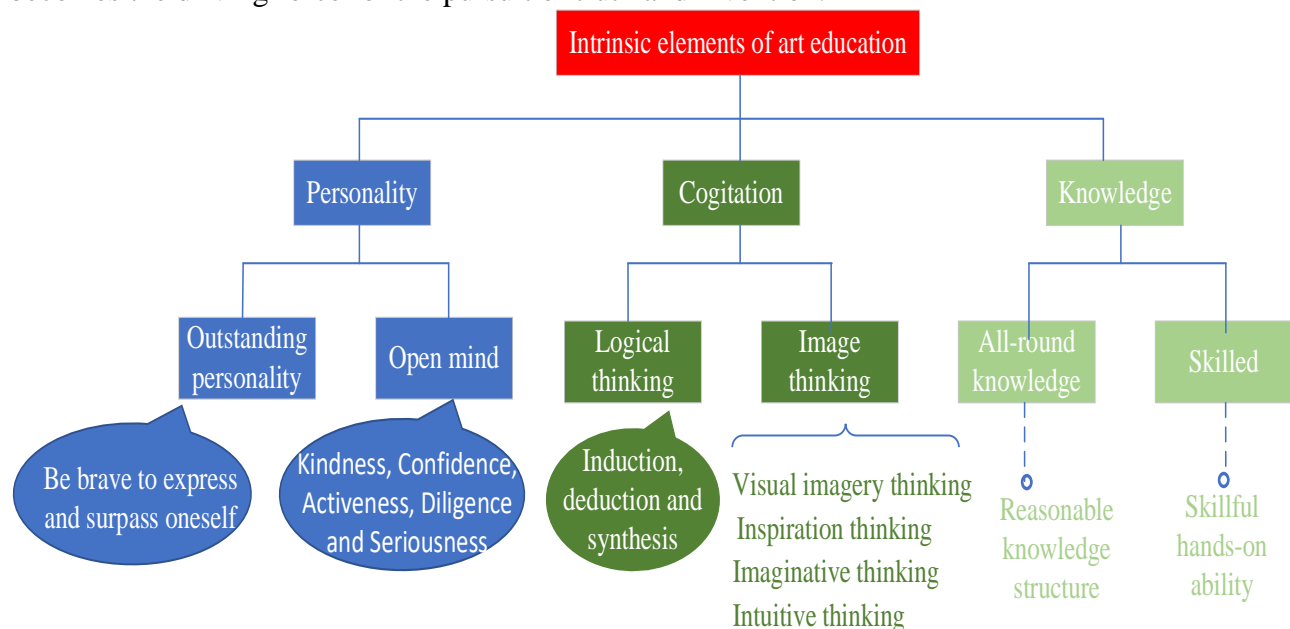 Intrinsic elements of art education
Personality
Cogitation
Knowledge
Outstanding
personality
Open mind
Logical
thinking
Image
thinking
All-round
knowledge
Skilled
Be brave to express
and surpass oneself
Kindness, Confidence,
Activeness, Diligence
and Seriousness
Induction,
deduction and
synthesis
Visual imagery thinking
Inspiration thinking
Imaginative thinking
Intuitive thinking
Reasonable
knowledge
structure
Skillful
hands-on
ability